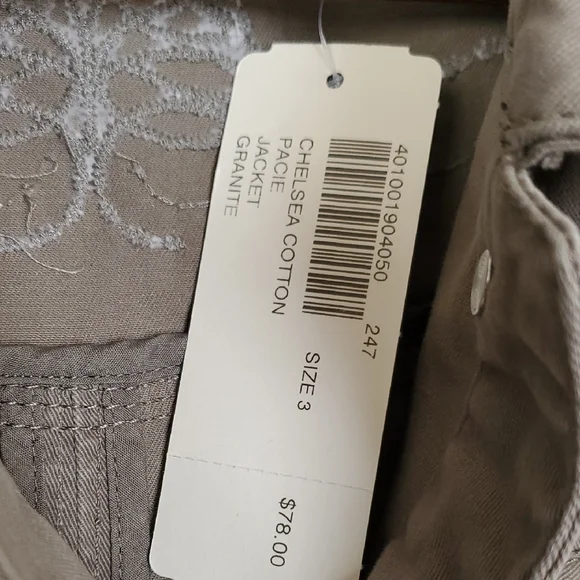 401001904050
247
CHELSEA COTTON
PACIE
JACKET
GRANITE
SIZE 3
$78.00